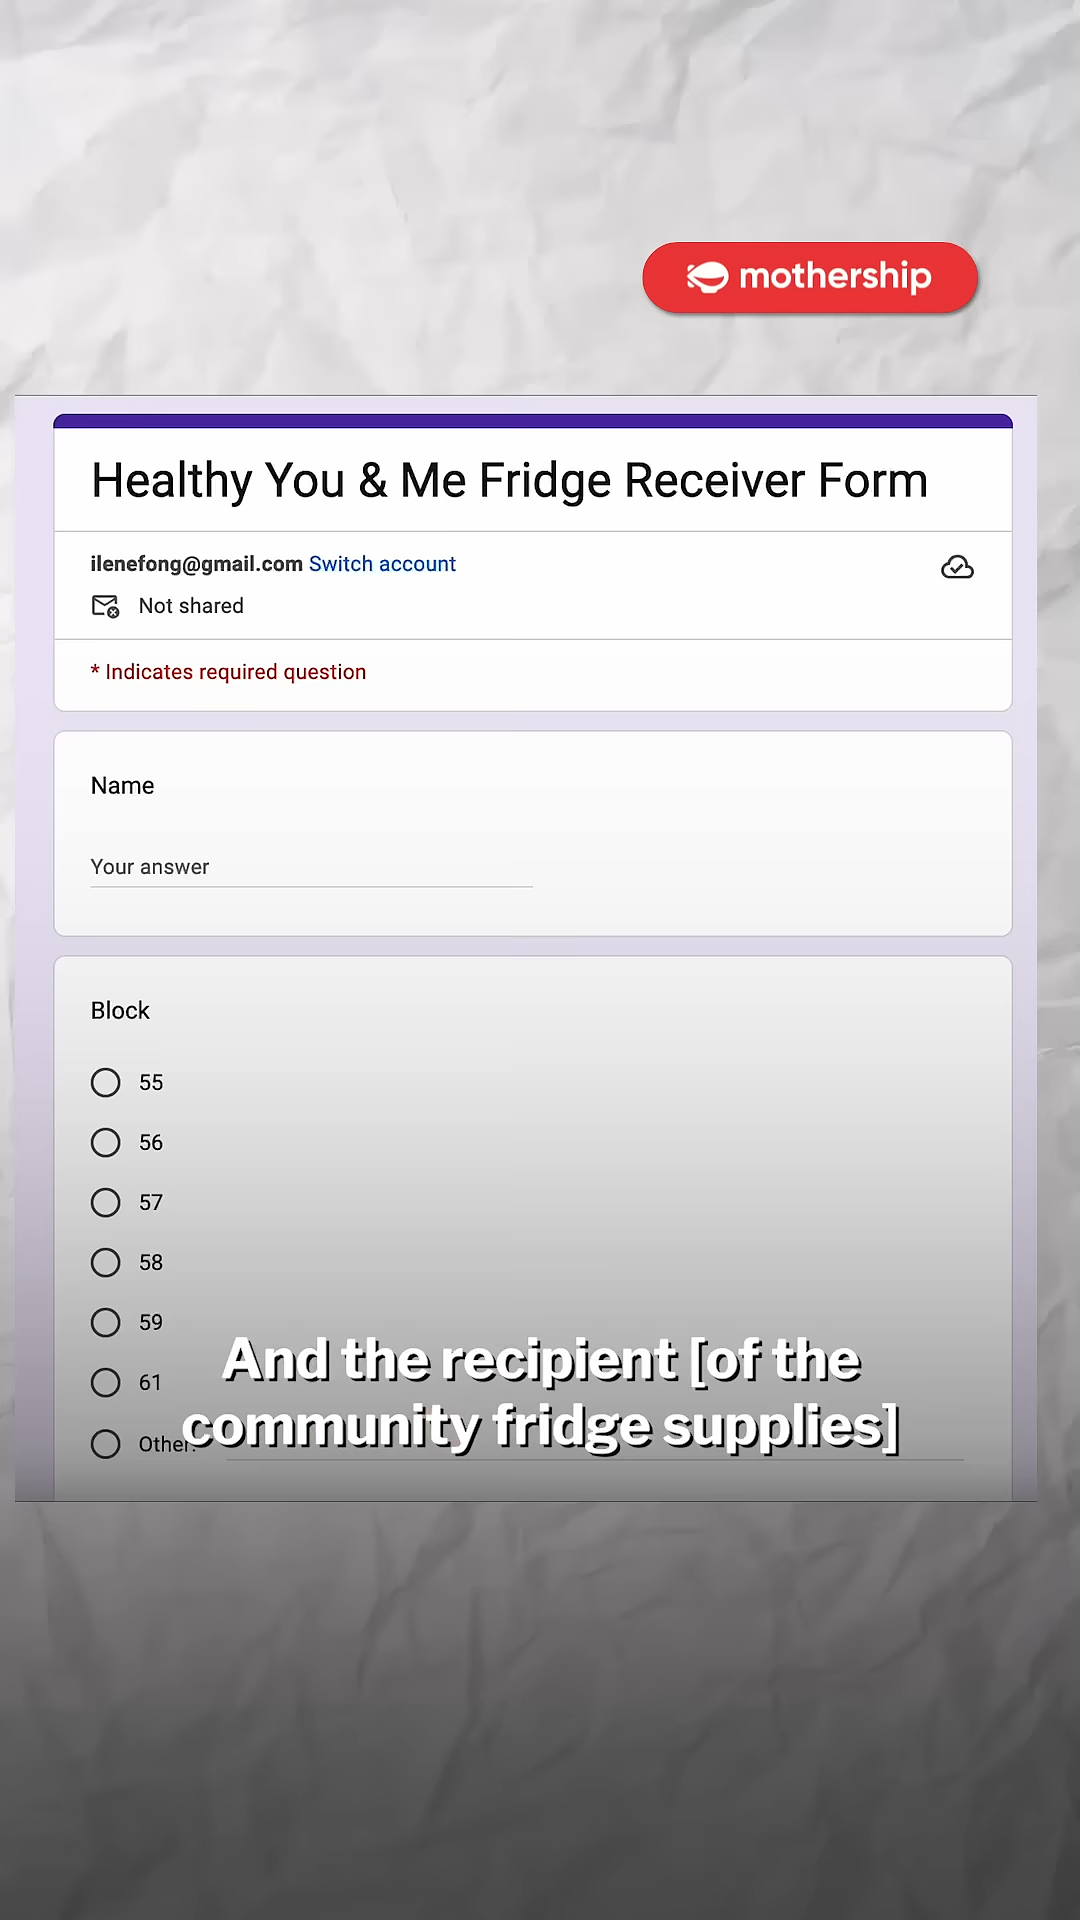 mothership
Healthy You & Me Fridge Receiver Form
ilenefong@gmail.com Switch account
Not shared
* Indicates required question
Name
Your answer
Block
55
56
57
58
59
61
Other:
And the recipient [of the
community fridge supplies]